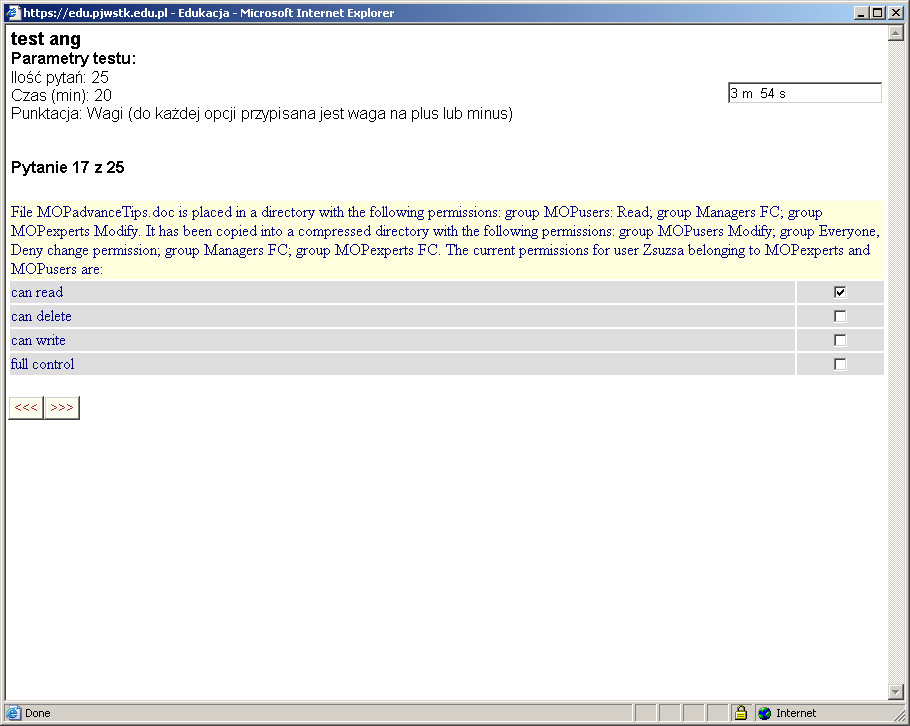 https://edu.pjwstk.edu.pl - Edukacja - Microsoft Internet Explorer
test ang
Parametry testu:
Ilość pytań: 25
Czas (min): 20
3 m 54 s
Punktacja: Wagi (do każdej opcji przypisana jest waga na plus lub minus)
Pytanie 17 z 25
File MOPadvanceTips.doc is placed in a directory with the following permissions: group MOPusers: Read; group Managers FC; group
MOPexperts Modify. It has been copied into a compressed directory with the following permissions: group MOPusers Modify; group Everyone,
Deny change permission; group Managers FC; group MOPexperts FC. The current permissions for user Zsuzsa belonging to MOPexperts and
MOPusers are:
can read
can delete
can write
full control
<<< >>>
Done
Internet